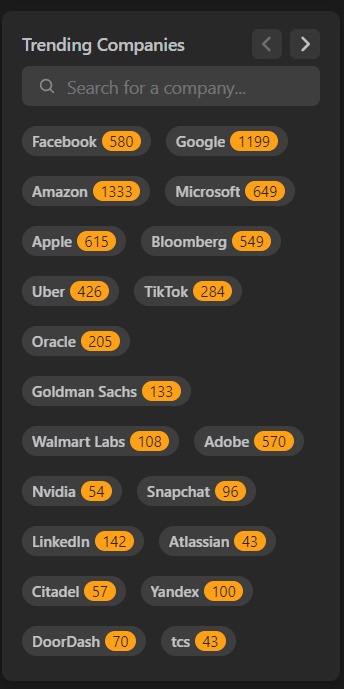 Trending Companies
Search for a company...
Facebook 580 Google 1199
Amazon 1333 Microsoft 649
Apple 615 Bloomberg 549
Uber 426 TikTok 284
Oracle 205
Goldman Sachs 133
Walmart Labs 108 Adobe 570
Nvidia 54 Snapchat 96
LinkedIn 142 Atlassian 43
Citadel 57 Yandex 100
DoorDash 70 tcs 43